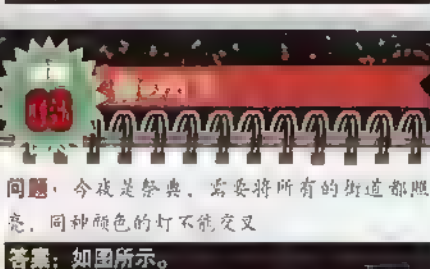 问题：今夜是祭典，需要将所有的街道都照
亮，同种颜色的灯不能交叉
答案：如图所示。